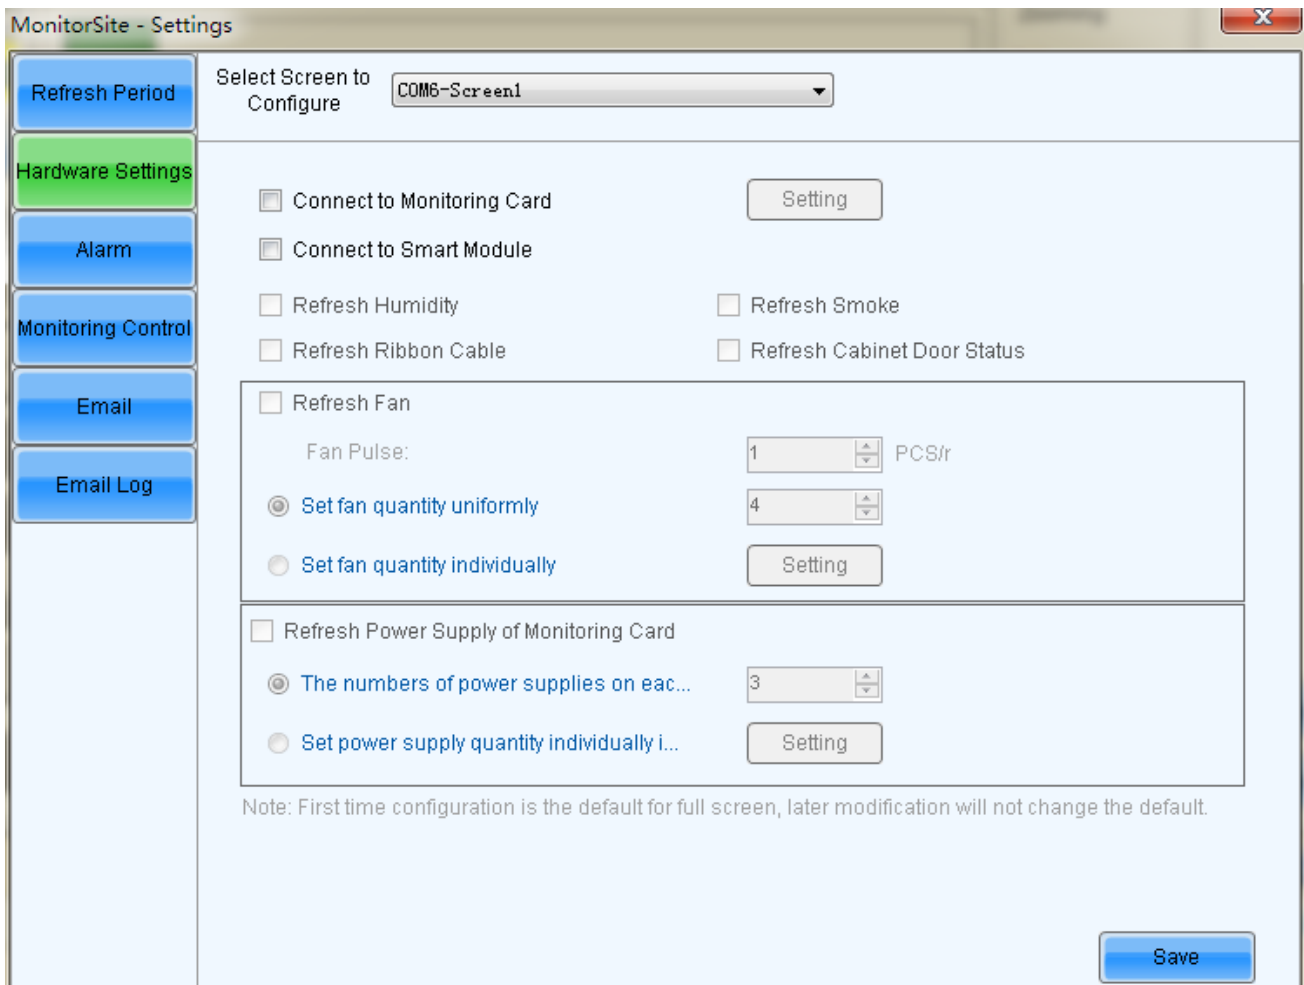 MonitorSite - Settings
X
Refresh Period
Select Screen to
Configure
COM6-Screen1
Hardware Settings
Connect to Monitoring Card
Setting
Alarm
Connect to Smart Module
Refresh Humidity
Refresh Smoke
Monitoring Control
Refresh Ribbon Cable
Refresh Cabinet Door Status
Email
Refresh Fan
Fan Pulse:
1
PCS/r
Email Log
Set fan quantity uniformly
4
Set fan quantity individually
Setting
Refresh Power Supply of Monitoring Card
The numbers of power supplies on eac...
3
Set power supply quantity individually i...
Setting
Note: First time configuration is the default for full screen, later modification will not change the default.
Save